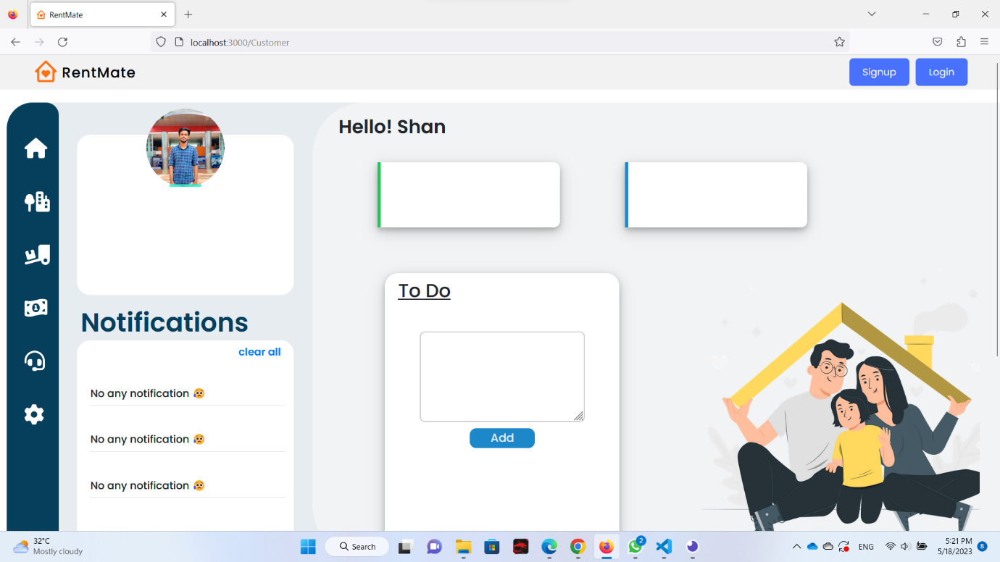 RentMate
localhost:3000/Customer
RentMate
Signup
Login
Hello! Shan
To Do
Add
Notifications
clear all
No any notification 🥺
No any notification 🥺
No any notification 🥺
32°C
Mostly cloudy
Search
2
ENG
5:21 PM
5/18/2023
8